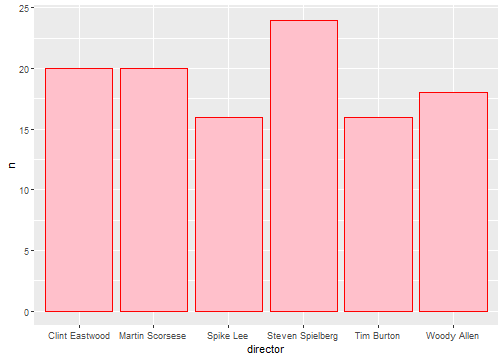 25
20
15
10
5
0
n
Clint Eastwood Martin Scorsese Spike Lee Steven Spielberg Tim Burton Woody Allen
director